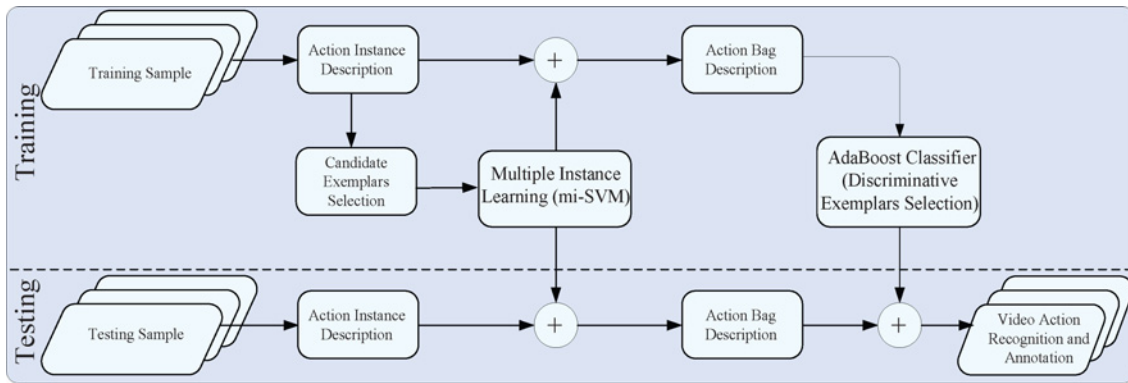 Training
Training Sample
Action Instance
Description
+
Action Bag
Description
Candidate
Exemplars
Selection
Multiple Instance
Learning (mi-SVM)
AdaBoost Classifier
(Discriminative
Exemplars Selection)
Testing
Testing Sample
Action Instance
Description
+
Action Bag
Description
+
Video Action
Recognition and
Annotation